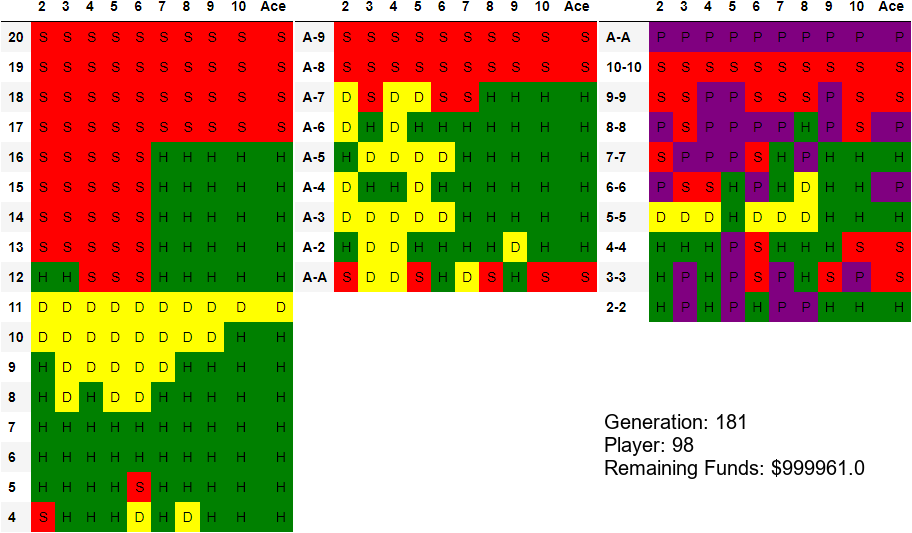 2 3 4 5 6 7 8 9 10 Ace
20 S S S S S S S S S S
19 S S S S S S S S S S
18 S S S S S S S S S S
17 S S S S S S S S S S
16 S S S S S H H H H H
15 S S S S S H H H H H
14 S S S S S H H H H H
13 S S S S S H H H H H
12 H H S S S H H H H H
11 D D D D D D D D D D
10 D D D D D D D D H H
9 H D D D D D H H H H
8 H D H D D H H H H H
7 H H H H H H H H H H
6 H H H H H H H H H H
5 H H H H S H H H H H
4 S H H H D H D H H H
2 3 4 5 6 7 8 9 10 Ace
A-9 S S S S S S S S S S
A-8 S S S S S S S S S S
A-7 D S D D S S H H H H
A-6 D H D H H H H H H H
A-5 H D D D D H H H H H
A-4 D H H D H H H H H H
A-3 D D D D D H H H H H
A-2 H D D H H H H D H H
A-A S D D S H D S H S S
2 3 4 5 6 7 8 9 10 Ace
A-A P P P P P P P P P P
10-10 S S S S S S S S S S
9-9 S S P P S S S P S S
8-8 P S P P P P H P S P
7-7 S P P P S H P H H H
6-6 P S S H P H D H H P
5-5 D D D H D D D H H H
4-4 H H H P S H H H S S
3-3 H P H P S P H S P S
2-2 H P H P H P P H H H
Generation: 181
Player: 98
Remaining Funds: $999961.0